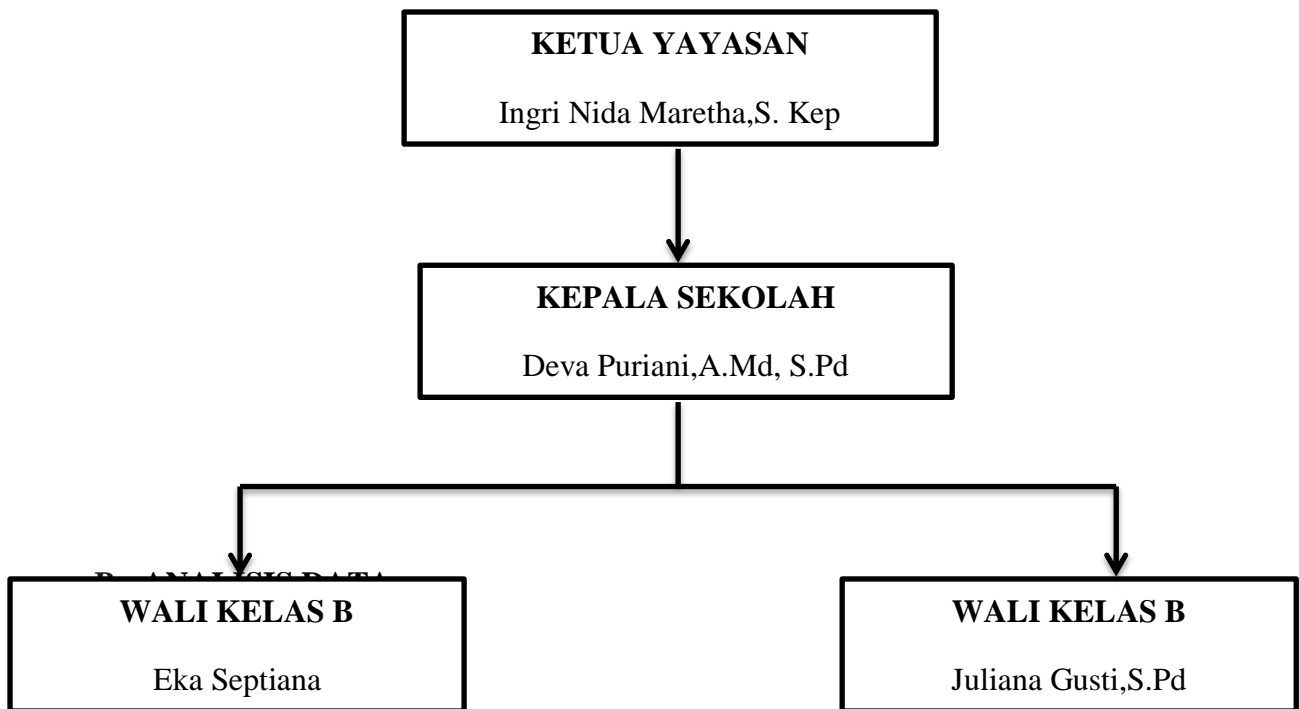 KETUA YAYASAN
Ingri Nida Maretha,S. Kep
KEPALA SEKOLAH
Deva Puriani,A.Md, S.Pd
WALI KELAS B
Eka Septiana
WALI KELAS B
Juliana Gusti,S.Pd